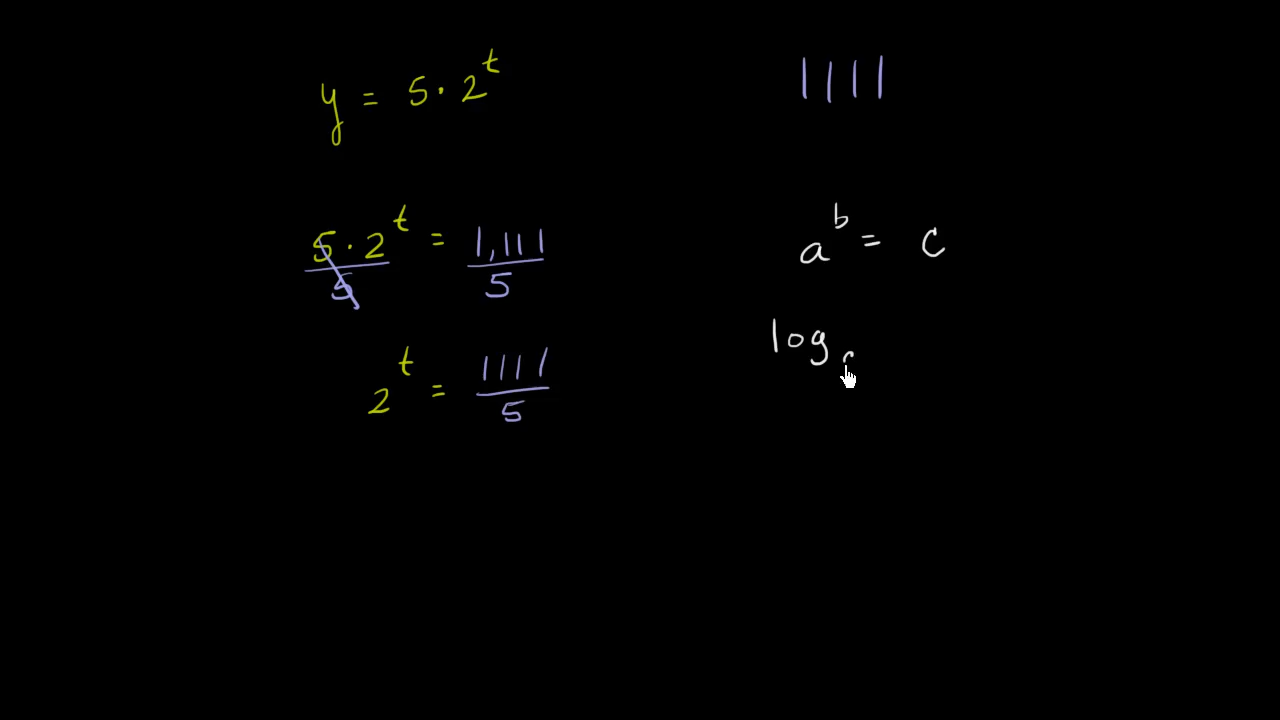 y = 5 · 2^t
1111
5 · 2^t / 5 = 1,111 / 5
a^b = c
log
2^t = 1111 / 5